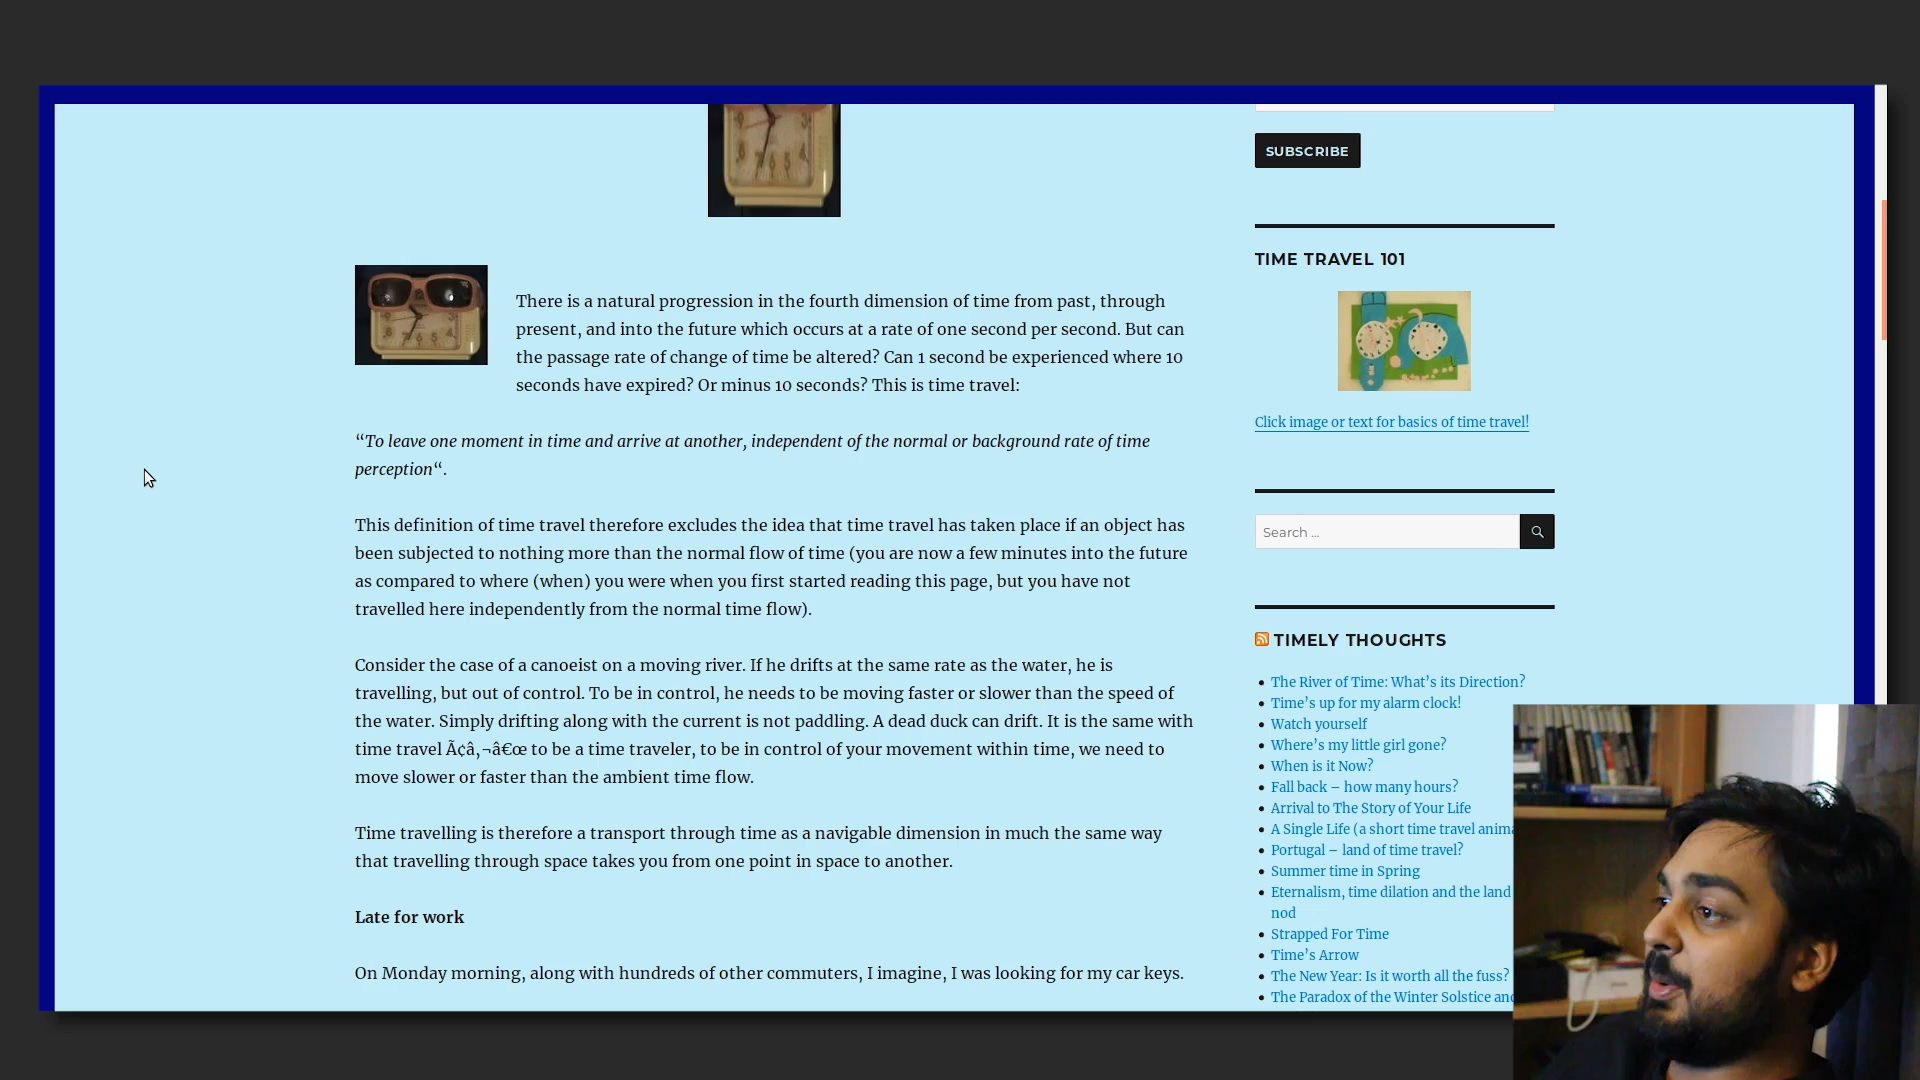 There is a natural progression in the fourth dimension of time from past, through
present, and into the future which occurs at a rate of one second per second. But can
the passage rate of change of time be altered? Can 1 second be experienced where 10
seconds have expired? Or minus 10 seconds? This is time travel:
“To leave one moment in time and arrive at another, independent of the normal or background rate of time
perception“.
This definition of time travel therefore excludes the idea that time travel has taken place if an object has
been subjected to nothing more than the normal flow of time (you are now a few minutes into the future
as compared to where (when) you were when you first started reading this page, but you have not
travelled here independently from the normal time flow).
Consider the case of a canoeist on a moving river. If he drifts at the same rate as the water, he is
travelling, but out of control. To be in control, he needs to be moving faster or slower than the speed of
the water. Simply drifting along with the current is not paddling. A dead duck can drift. It is the same with
time travel Ã¢â‚¬â€œ to be a time traveler, to be in control of your movement within time, we need to
move slower or faster than the ambient time flow.
Time travelling is therefore a transport through time as a navigable dimension in much the same way
that travelling through space takes you from one point in space to another.
Late for work
On Monday morning, along with hundreds of other commuters, I imagine, I was looking for my car keys.
SUBSCRIBE
TIME TRAVEL 101
Click image or text for basics of time travel!
Search ...
TIMELY THOUGHTS
The River of Time: What’s its Direction?
Time’s up for my alarm clock!
Watch yourself
Where’s my little girl gone?
When is it Now?
Fall back – how many hours?
Arrival to The Story of Your Life
A Single Life (a short time travel anima
Portugal – land of time travel?
Summer time in Spring
Eternalism, time dilation and the land
nod
Strapped For Time
Time’s Arrow
The New Year: Is it worth all the fuss?
The Paradox of the Winter Solstice and